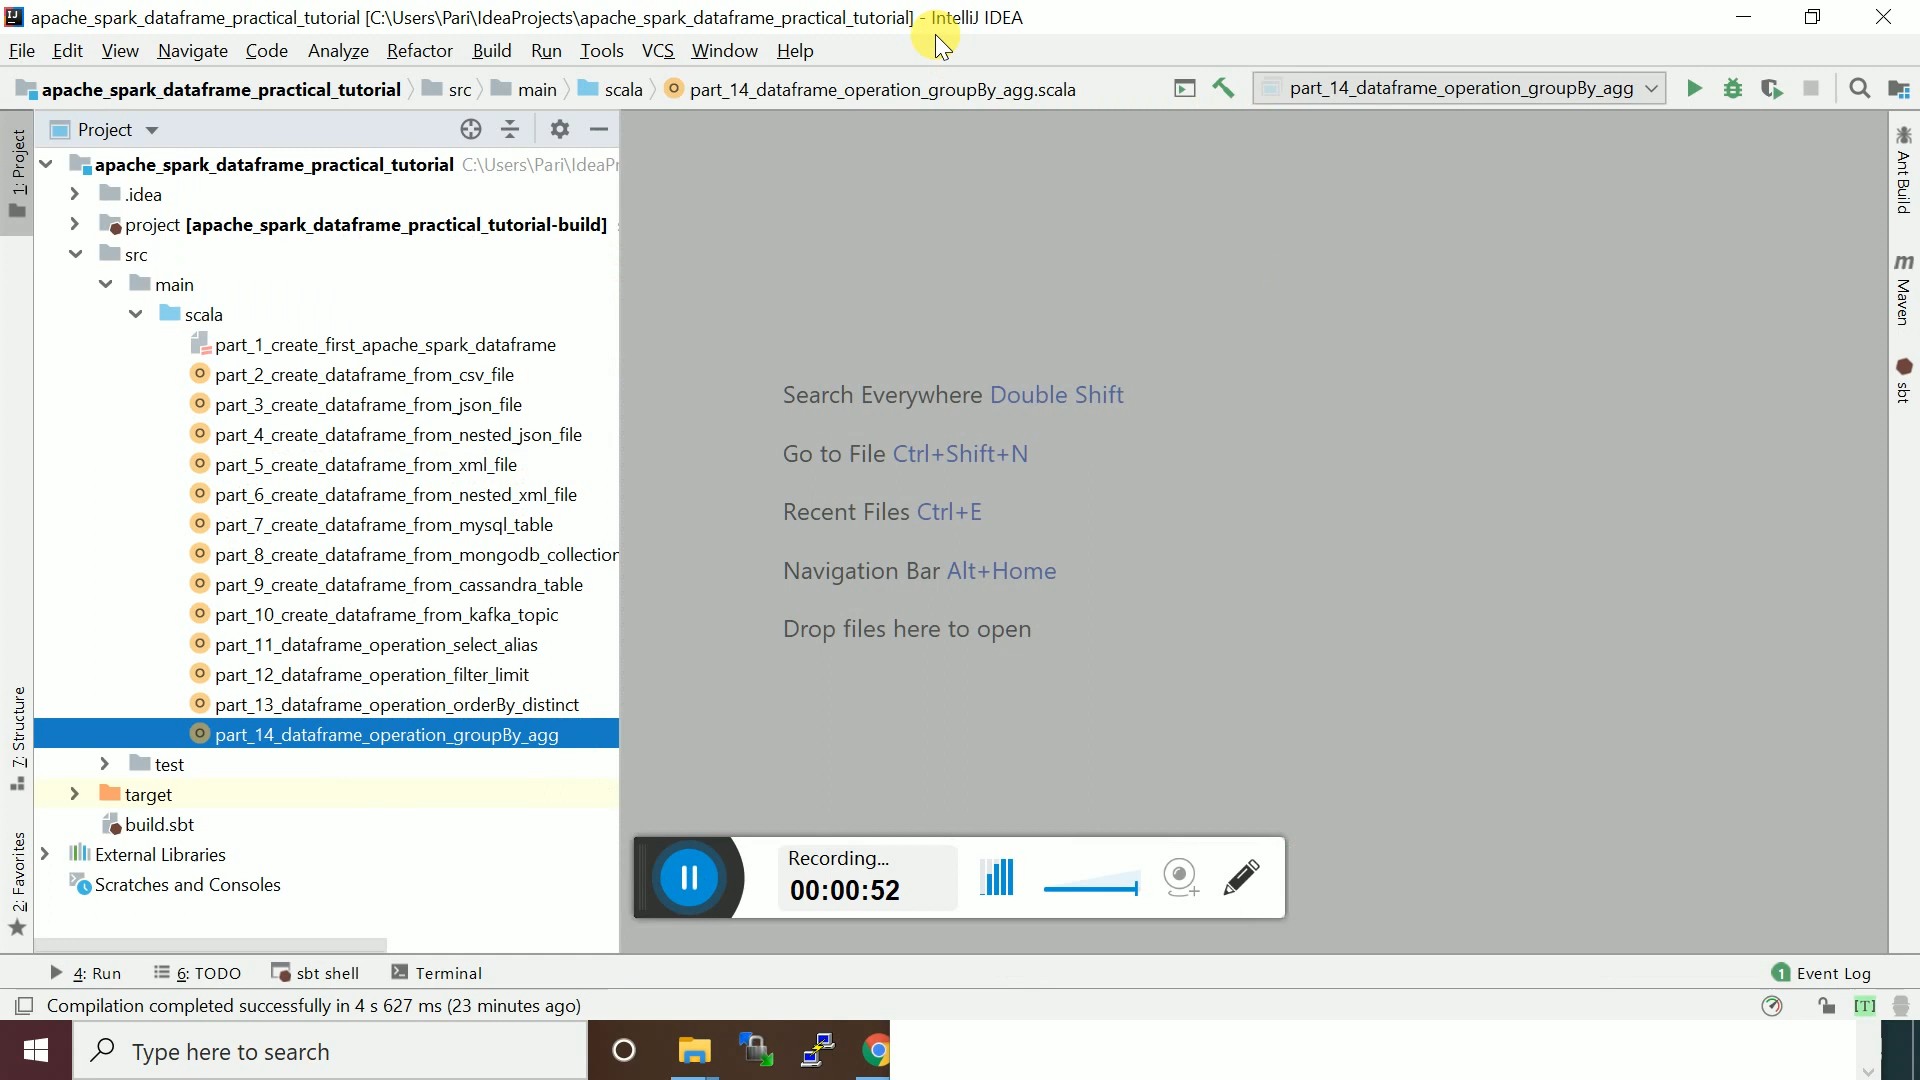 apache_spark_dataframe_practical_tutorial [C:\Users\Pari\IdeaProjects\apache_spark_dataframe_practical_tutorial] - IntelliJ IDEA
File Edit View Navigate Code Analyze Refactor Build Run Tools VCS Window Help
apache_spark_dataframe_practical_tutorial src main scala part_14_dataframe_operation_groupBy_agg.scala part_14_dataframe_operation_groupBy_agg
Project
apache_spark_dataframe_practical_tutorial C:\Users\Pari\IdeaPr
.idea
project [apache_spark_dataframe_practical_tutorial-build]
src
main
scala
part_1_create_first_apache_spark_dataframe
part_2_create_dataframe_from_csv_file
part_3_create_dataframe_from_json_file
part_4_create_dataframe_from_nested_json_file
part_5_create_dataframe_from_xml_file
part_6_create_dataframe_from_nested_xml_file
part_7_create_dataframe_from_mysql_table
part_8_create_dataframe_from_mongodb_collection
part_9_create_dataframe_from_cassandra_table
part_10_create_dataframe_from_kafka_topic
part_11_dataframe_operation_select_alias
part_12_dataframe_operation_filter_limit
part_13_dataframe_operation_orderBy_distinct
part_14_dataframe_operation_groupBy_agg
test
target
build.sbt
External Libraries
Scratches and Consoles
1: Project
7: Structure
2: Favorites
Search Everywhere Double Shift
Go to File Ctrl+Shift+N
Recent Files Ctrl+E
Navigation Bar Alt+Home
Drop files here to open
Recording...
00:00:52
Ant Build
m Maven
sbt
4: Run 6: TODO sbt shell Terminal 1 Event Log
Compilation completed successfully in 4 s 627 ms (23 minutes ago) [T]
Type here to search